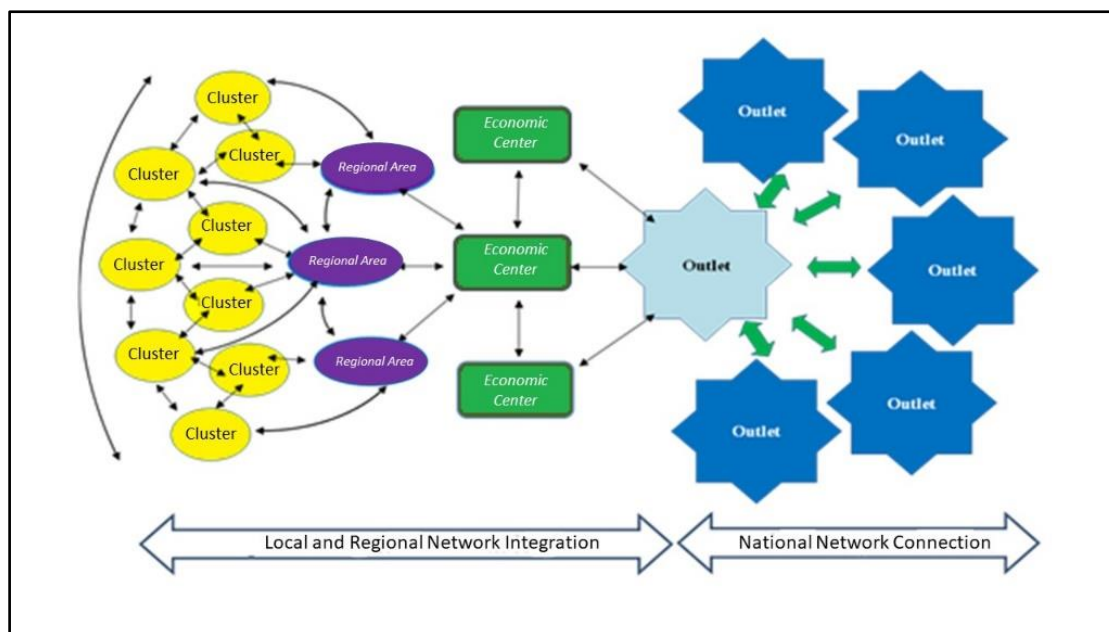 Cluster
Cluster
Cluster
Cluster
Cluster
Cluster
Cluster
Cluster
Cluster
Regional Area
Regional Area
Regional Area
Economic
Center
Economic
Center
Economic
Center
Outlet
Outlet
Outlet
Outlet
Outlet
Outlet
Local and Regional Network Integration
National Network Connection